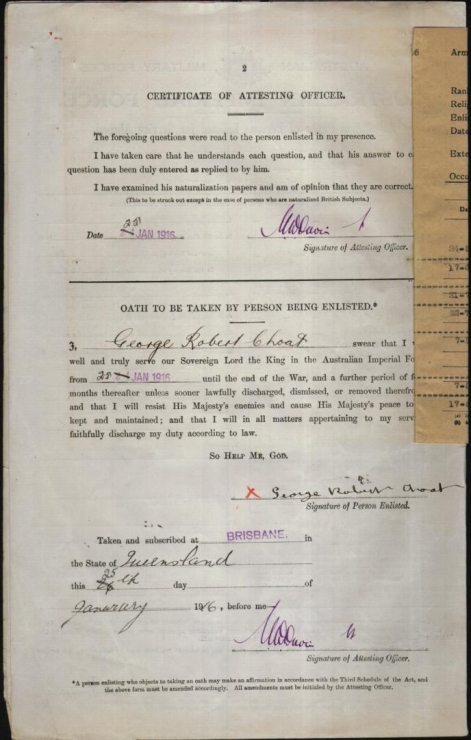 2
CERTIFICATE OF ATTESTING OFFICER.
The foregoing questions were read to the person enlisted in my presence.
I have taken care that he understands each question, and that his answer to e
question has been duly entered as replied to by him.
I have examined his naturalization papers and am of opinion that they are correct.
(This to be struck out except in the case of persons who are naturalized British Subjects.)
Date JAN 1916
Signature of Attesting Officer.
OATH TO BE TAKEN BY PERSON BEING ENLISTED.*
3, George Robert Choat swear that I
well and truly serve our Sovereign Lord the King in the Australian Imperial Fo
from 25 JAN 1916 until the end of the War, and a further period of f
months thereafter unless sooner lawfully discharged, dismissed, or removed therefro
and that I will resist His Majesty's enemies and cause His Majesty's peace to
kept and maintained; and that I will in all matters appertaining to my serv
faithfully discharge my duty according to law.
SO HELP ME, GOD.
X George Robert Choat
Signature of Person Enlisted.
Taken and subscribed at BRISBANE. in
the State of Queensland
this 25 th day of
Janurary 1916, before me
Signature of Attesting Officer.
*A person enlisting who objects to taking an oath may make an affirmation in accordance with the Third Schedule of the Act, and
the above form must be amended accordingly. All amendments must be initialed by the Attesting Officer.
Arm
Ran
Reli
Enli
Date
Exte
Occu